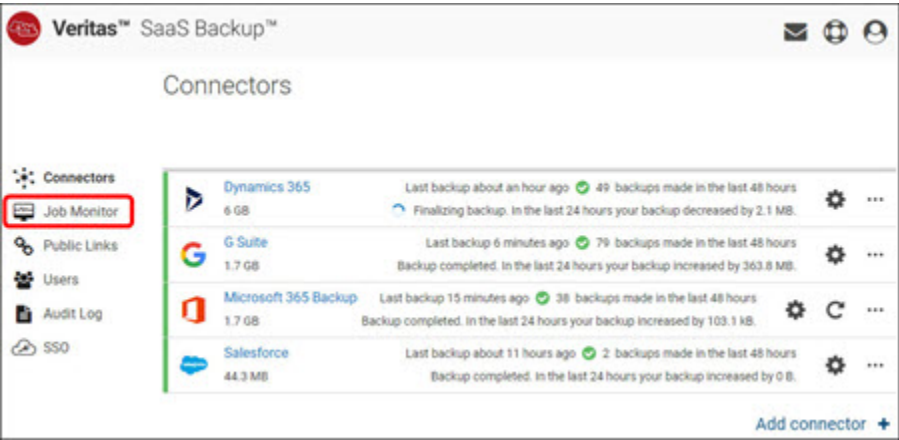 Veritas™ SaaS Backup™
Connectors
Connectors
Job Monitor
Public Links
Users
Audit Log
SSO
Dynamics 365
Last backup about an hour ago 49 backups made in the last 48 hours
6 GB
Finalizing backup. In the last 24 hours your backup decreased by 2.1 MB.
G Suite
Last backup 6 minutes ago 79 backups made in the last 48 hours
1.7 GB
Backup completed. In the last 24 hours your backup increased by 363.8 MB.
Microsoft 365 Backup
Last backup 15 minutes ago 38 backups made in the last 48 hours
1.7 GB
Backup completed. In the last 24 hours your backup increased by 103.1 kB.
Salesforce
Last backup about 11 hours ago 2 backups made in the last 48 hours
44.3 MB
Backup completed. In the last 24 hours your backup increased by 0 B.
Add connector +